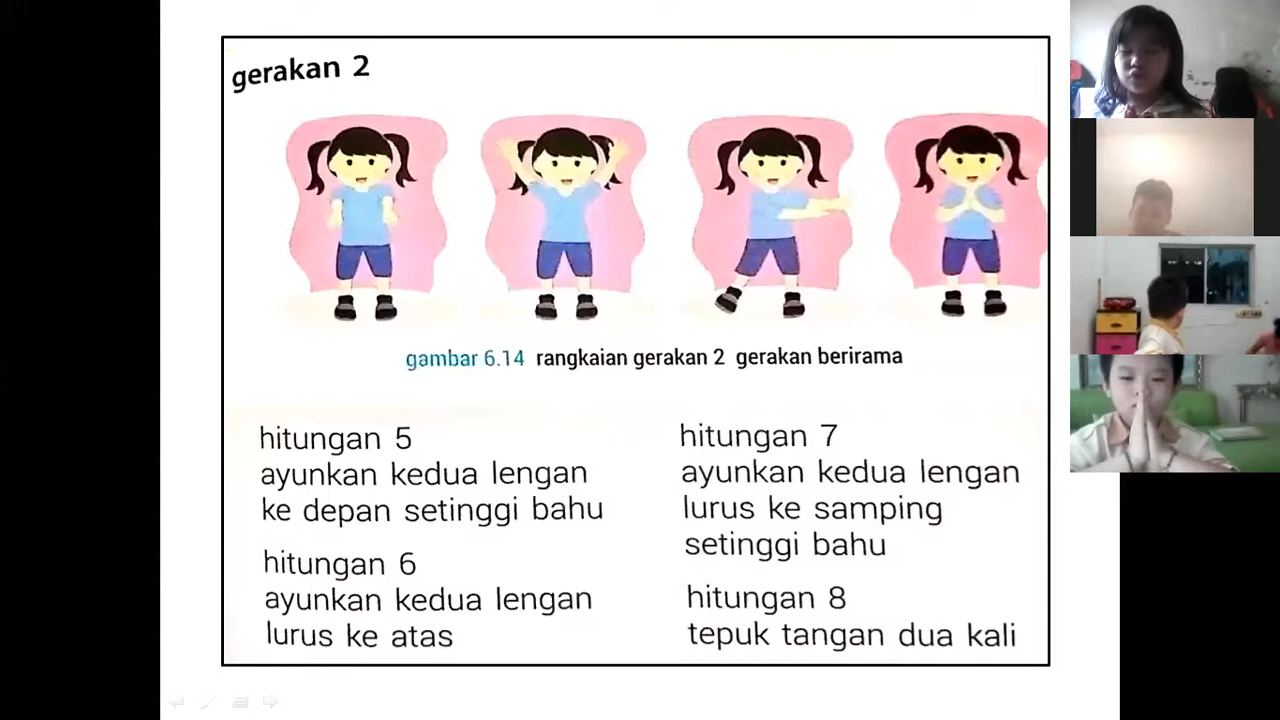 gerakan 2
gambar 6.14 rangkaian gerakan 2 gerakan berirama
hitungan 5
ayunkan kedua lengan
ke depan setinggi bahu
hitungan 6
ayunkan kedua lengan
lurus ke atas
hitungan 7
ayunkan kedua lengan
lurus ke samping
setinggi bahu
hitungan 8
tepuk tangan dua kali